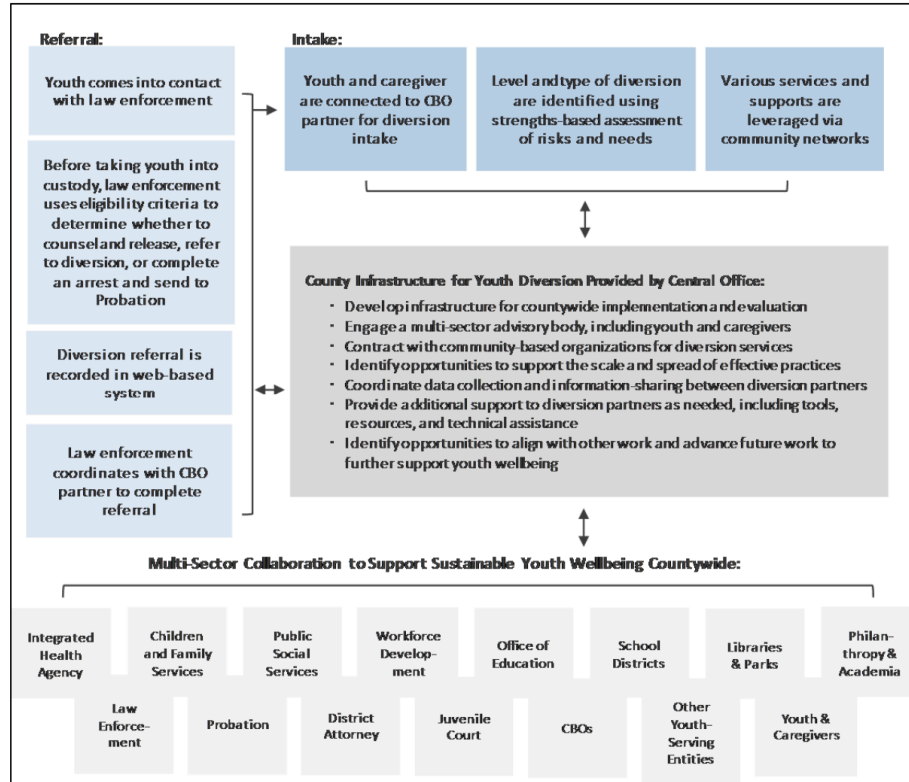 Referral:
Youth comes into contact
with law enforcement
Before taking youth into
custody, law enforcement
uses eligibility criteria to
determine whether to
counsel and release, refer
to diversion, or complete
an arrest and send to
Probation
Diversion referral is
recorded in web-based
system
Law enforcement
coordinates with CBO
partner to complete
referral
Intake:
Youth and caregiver
are connected to CBO
partner for diversion
intake
Level and type of diversion
are identified using
strengths-based assessment
of risks and needs
Various services and
supports are
leveraged via
community networks
County Infrastructure for Youth Diversion Provided by Central Office:
· Develop infrastructure for countywide implementation and evaluation
· Engage a multi-sector advisory body, including youth and caregivers
· Contract with community-based organizations for diversion services
· Identify opportunities to support the scale and spread of effective practices
· Coordinate data collection and information-sharing between diversion partners
· Provide additional support to diversion partners as needed, including tools,
resources, and technical assistance
· Identify opportunities to align with other work and advance future work to
further support youth wellbeing
Multi-Sector Collaboration to Support Sustainable Youth Wellbeing Countywide:
Integrated
Health
Agency
Children
and Family
Services
Public
Social
Services
Workforce
Develop-
ment
Office of
Education
School
Districts
Libraries
& Parks
Philan-
thropy &
Academia
Law
Enforce-
ment
Probation
District
Attorney
Juvenile
Court
CBOs
Other
Youth-
Serving
Entities
Youth &
Caregivers